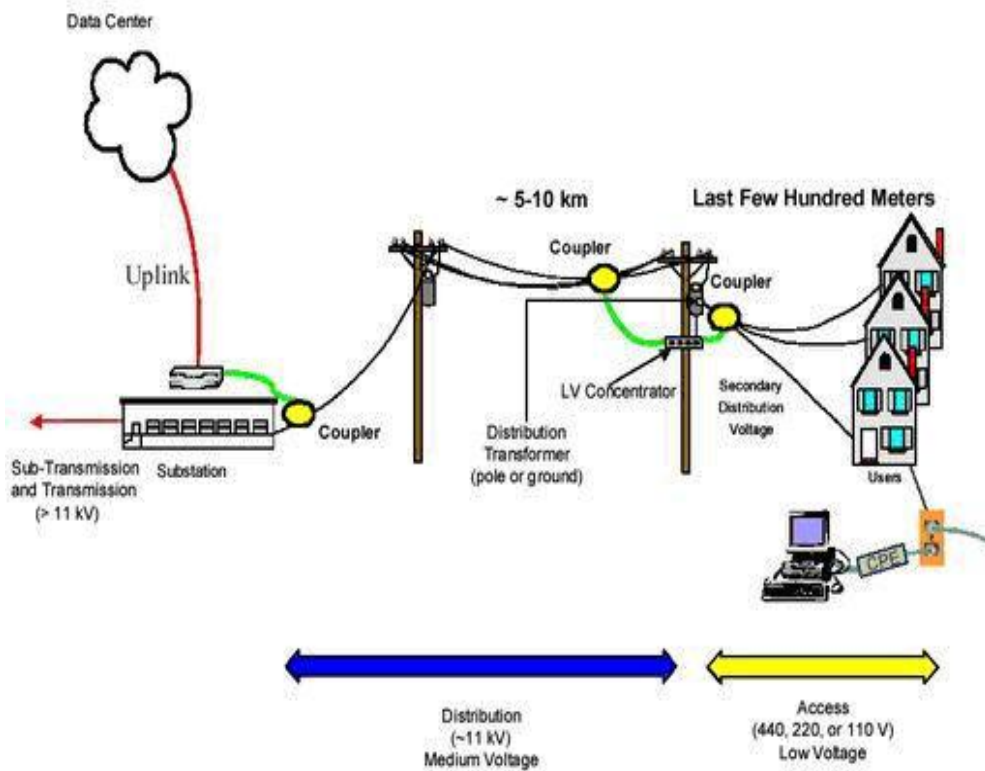 Data Center
Uplink
~ 5-10 km
Last Few Hundred Meters
Coupler
Coupler
LV Concentrator
Secondary
Distribution
Voltage
Coupler
Distribution
Transformer
(pole or ground)
Sub-Transmission
and Transmission
(> 11 kV)
Substation
Users
CPE
Distribution
(~11 kV)
Medium Voltage
Access
(440, 220, or 110 V)
Low Voltage